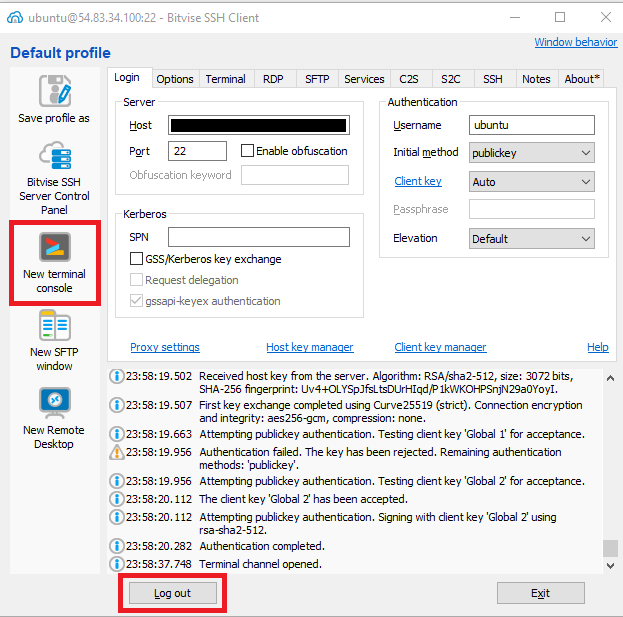 ubuntu@54.83.34.100:22 - Bitvise SSH Client
Default profile
Window behavior
Save profile as
Bitvise SSH
Server Control
Panel
New terminal
console
New SFTP
window
New Remote
Desktop
Login Options Terminal RDP SFTP Services C2S S2C SSH Notes About*
Server
Host
Port 22 Enable obfuscation
Obfuscation keyword
Kerberos
SPN
GSS/Kerberos key exchange
Request delegation
gssapi-keyex authentication
Authentication
Username ubuntu
Initial method publickey
Client key Auto
Passphrase
Elevation Default
Proxy settings Host key manager Client key manager Help
23:58:19.502 Received host key from the server. Algorithm: RSA/sha2-512, size: 3072 bits,
SHA-256 fingerprint: Uv4+OLYSpJfsLtsDUrHIqd/P1kWKOHPSnjN29a0YoyI.
23:58:19.507 First key exchange completed using Curve25519 (strict). Connection encryption
and integrity: aes256-gcm, compression: none.
23:58:19.663 Attempting publickey authentication. Testing client key 'Global 1' for acceptance.
23:58:19.956 Authentication failed. The key has been rejected. Remaining authentication
methods: 'publickey'.
23:58:19.956 Attempting publickey authentication. Testing client key 'Global 2' for acceptance.
23:58:20.112 The client key 'Global 2' has been accepted.
23:58:20.112 Attempting publickey authentication. Signing with client key 'Global 2' using
rsa-sha2-512.
23:58:20.282 Authentication completed.
23:58:37.748 Terminal channel opened.
Log out Exit